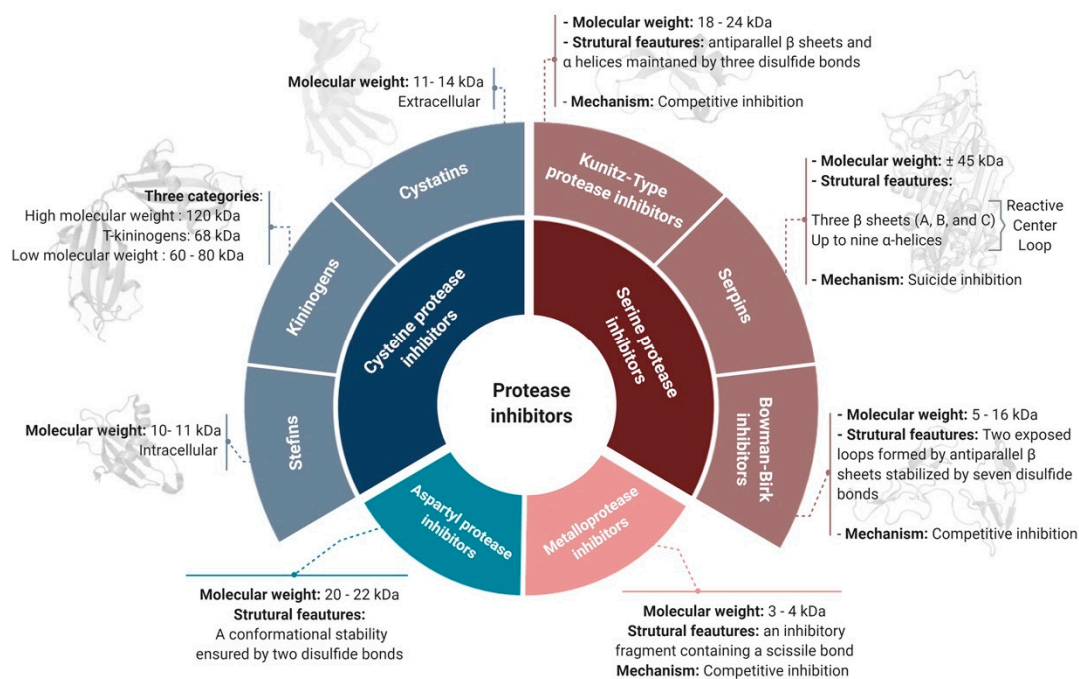 - Molecular weight: 18 - 24 kDa
- Strutural feautures: antiparallel β sheets and
α helices maintaned by three disulfide bonds
- Mechanism: Competitive inhibition
Molecular weight: 11- 14 kDa
Extracellular
Three categories:
High molecular weight : 120 kDa
T-kininogens: 68 kDa
Low molecular weight : 60 - 80 kDa
Molecular weight: 10- 11 kDa
Intracellular
Cystatins
Kininogens
Stefins
Cysteine protease
inhibitors
Kunitz-Type
protease inhibitors
Serpins
Bowman-Birk
inhibitors
Serine protease
inhibitors
Protease
inhibitors
Aspartyl protease
inhibitors
Metalloprotease
inhibitors
- Molecular weight: ± 45 kDa
- Strutural feautures:
Three β sheets (A, B, and C)
Up to nine α-helices
Reactive
Center
Loop
- Mechanism: Suicide inhibition
- Molecular weight: 5 - 16 kDa
- Strutural feautures: Two exposed
loops formed by antiparallel β
sheets stabilized by seven disulfide
bonds
- Mechanism: Competitive inhibition
Molecular weight: 20 - 22 kDa
Strutural feautures:
A conformational stability
ensured by two disulfide bonds
Molecular weight: 3 - 4 kDa
Strutural feautures: an inhibitory
fragment containing a scissile bond
Mechanism: Competitive inhibition